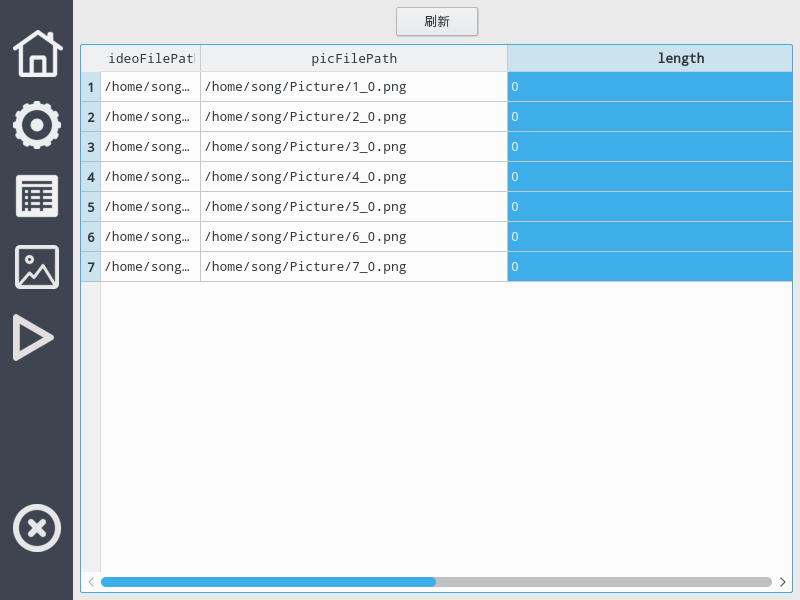 刷新
ideoFilePat picFilePath length
1 /home/song… /home/song/Picture/1_0.png 0
2 /home/song… /home/song/Picture/2_0.png 0
3 /home/song… /home/song/Picture/3_0.png 0
4 /home/song… /home/song/Picture/4_0.png 0
5 /home/song… /home/song/Picture/5_0.png 0
6 /home/song… /home/song/Picture/6_0.png 0
7 /home/song… /home/song/Picture/7_0.png 0